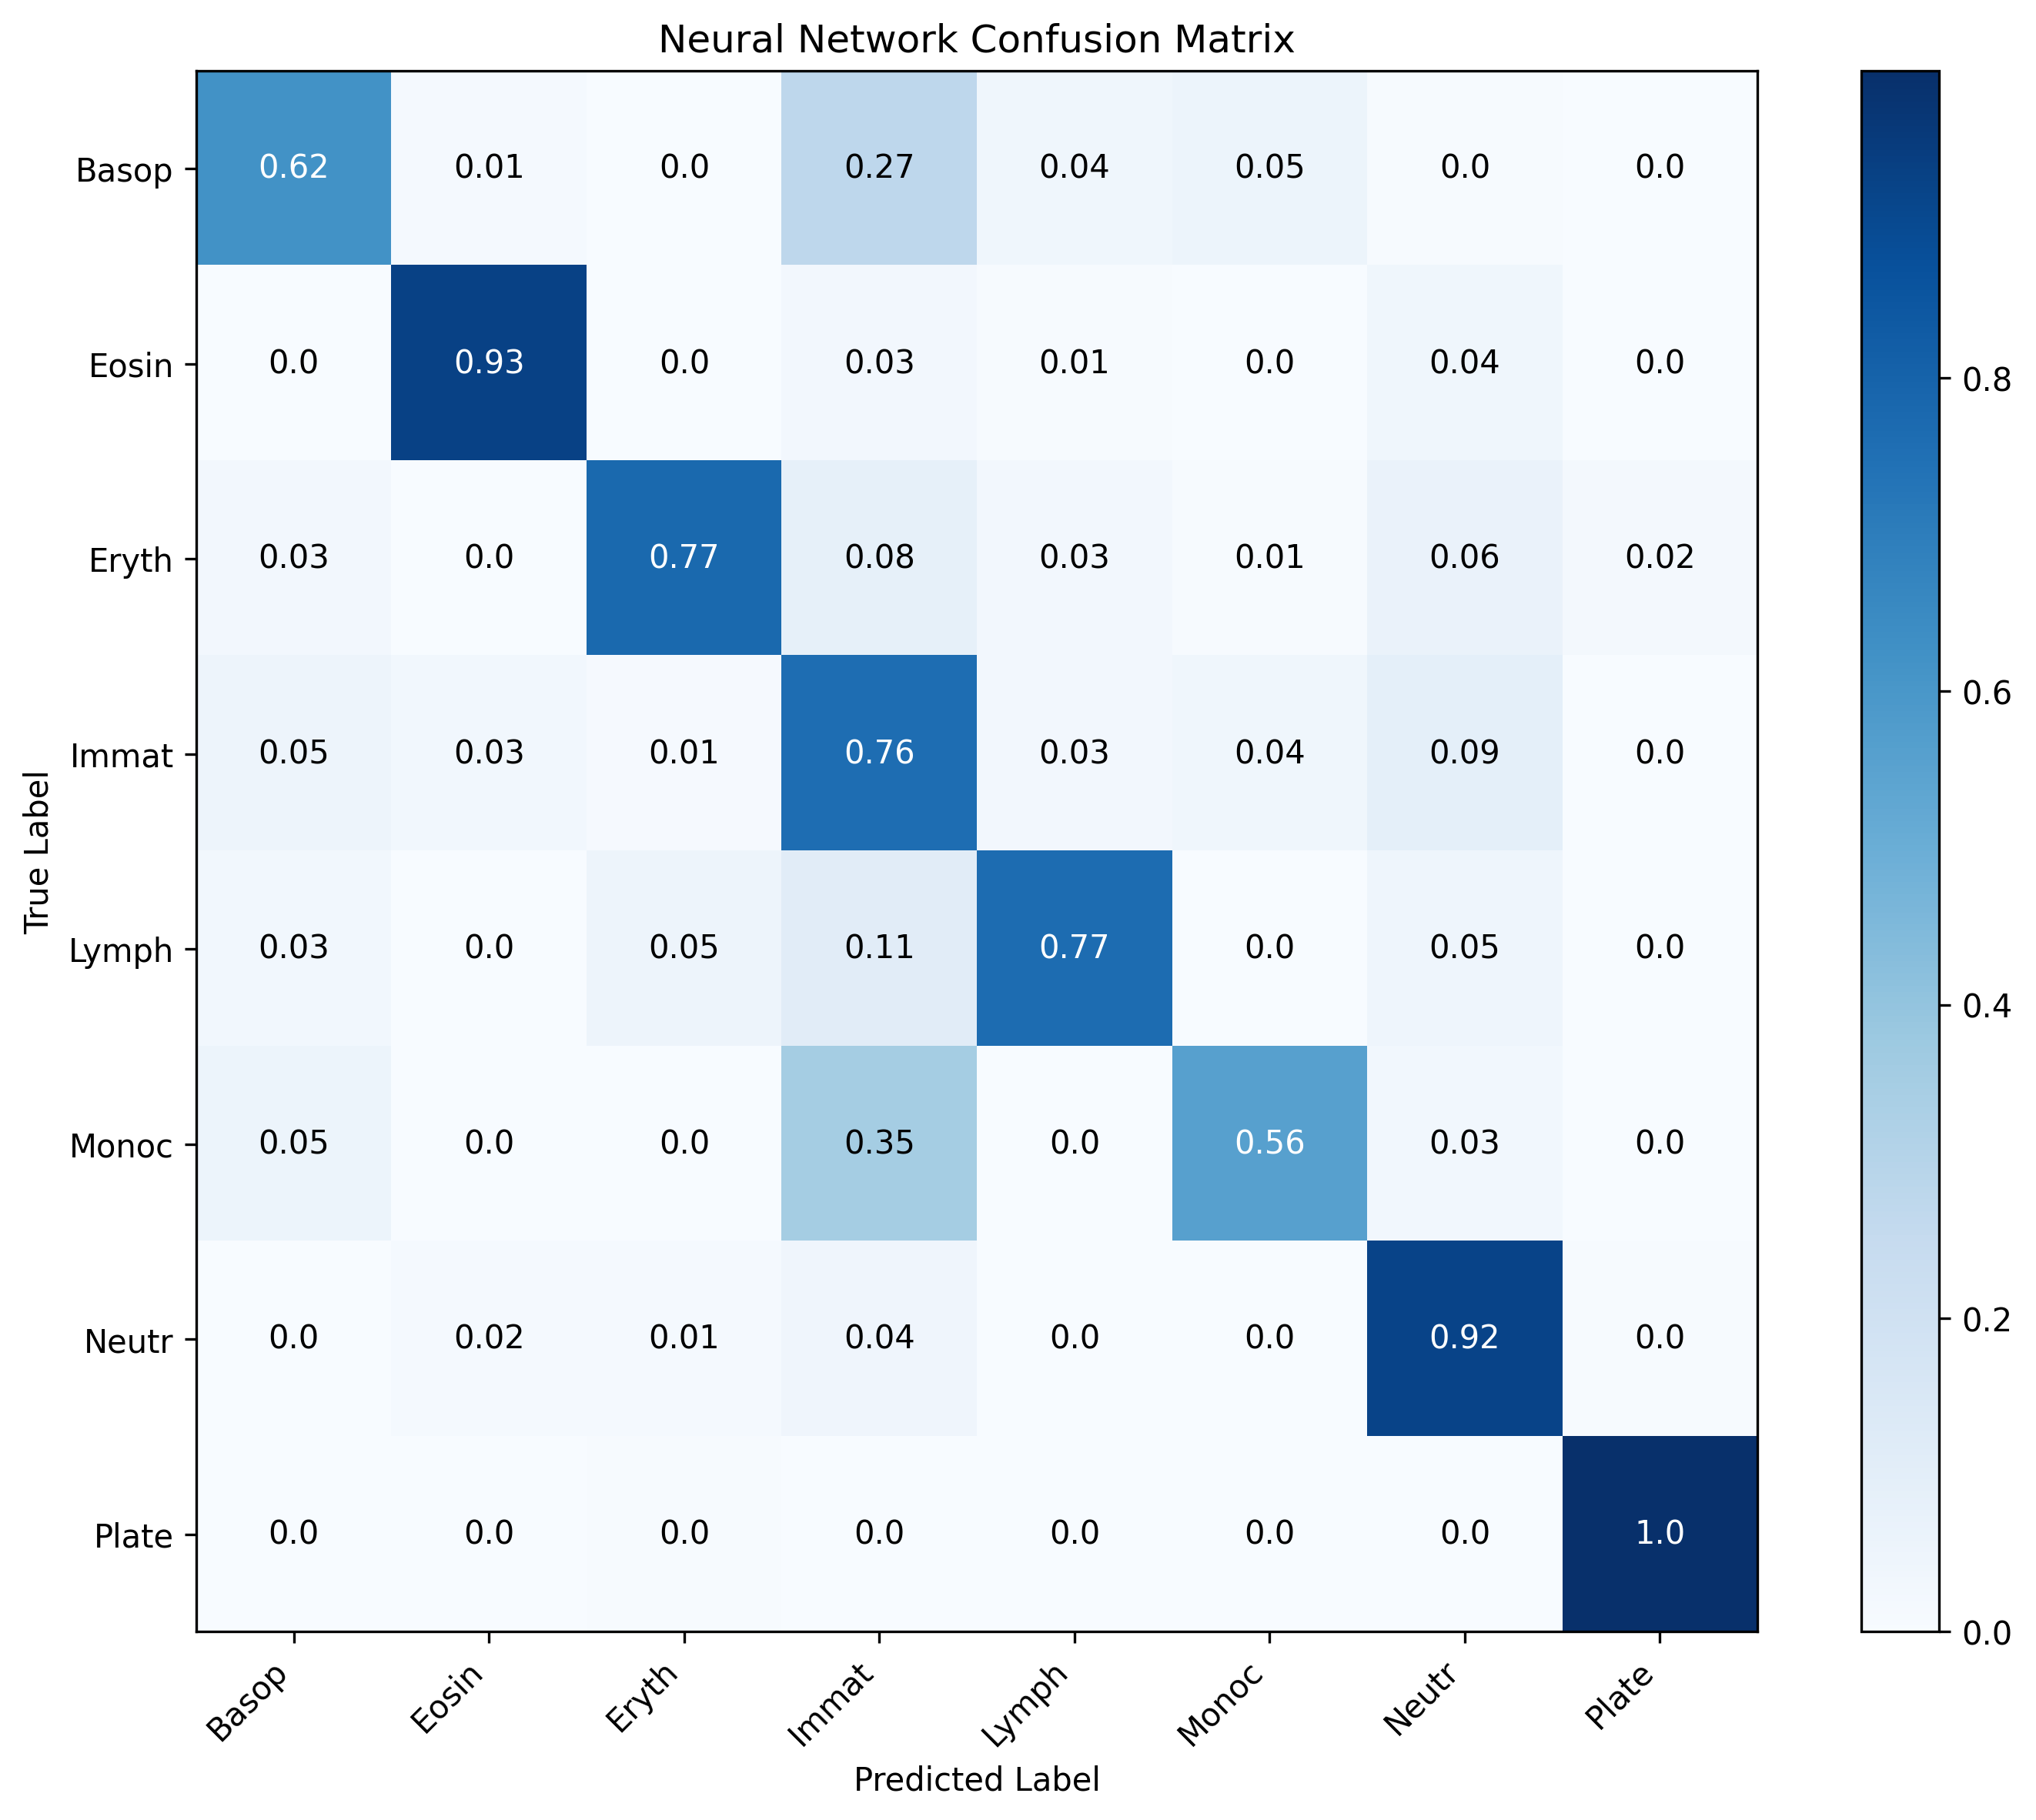 Neural Network Confusion Matrix
Basop 0.62 0.01 0.0 0.27 0.04 0.05 0.0 0.0
Eosin 0.0 0.93 0.0 0.03 0.01 0.0 0.04 0.0
Eryth 0.03 0.0 0.77 0.08 0.03 0.01 0.06 0.02
Immat 0.05 0.03 0.01 0.76 0.03 0.04 0.09 0.0
Lymph 0.03 0.0 0.05 0.11 0.77 0.0 0.05 0.0
Monoc 0.05 0.0 0.0 0.35 0.0 0.56 0.03 0.0
Neutr 0.0 0.02 0.01 0.04 0.0 0.0 0.92 0.0
Plate 0.0 0.0 0.0 0.0 0.0 0.0 0.0 1.0
Basop Eosin Eryth Immat Lymph Monoc Neutr Plate
Predicted Label
True Label
0.8
0.6
0.4
0.2
0.0